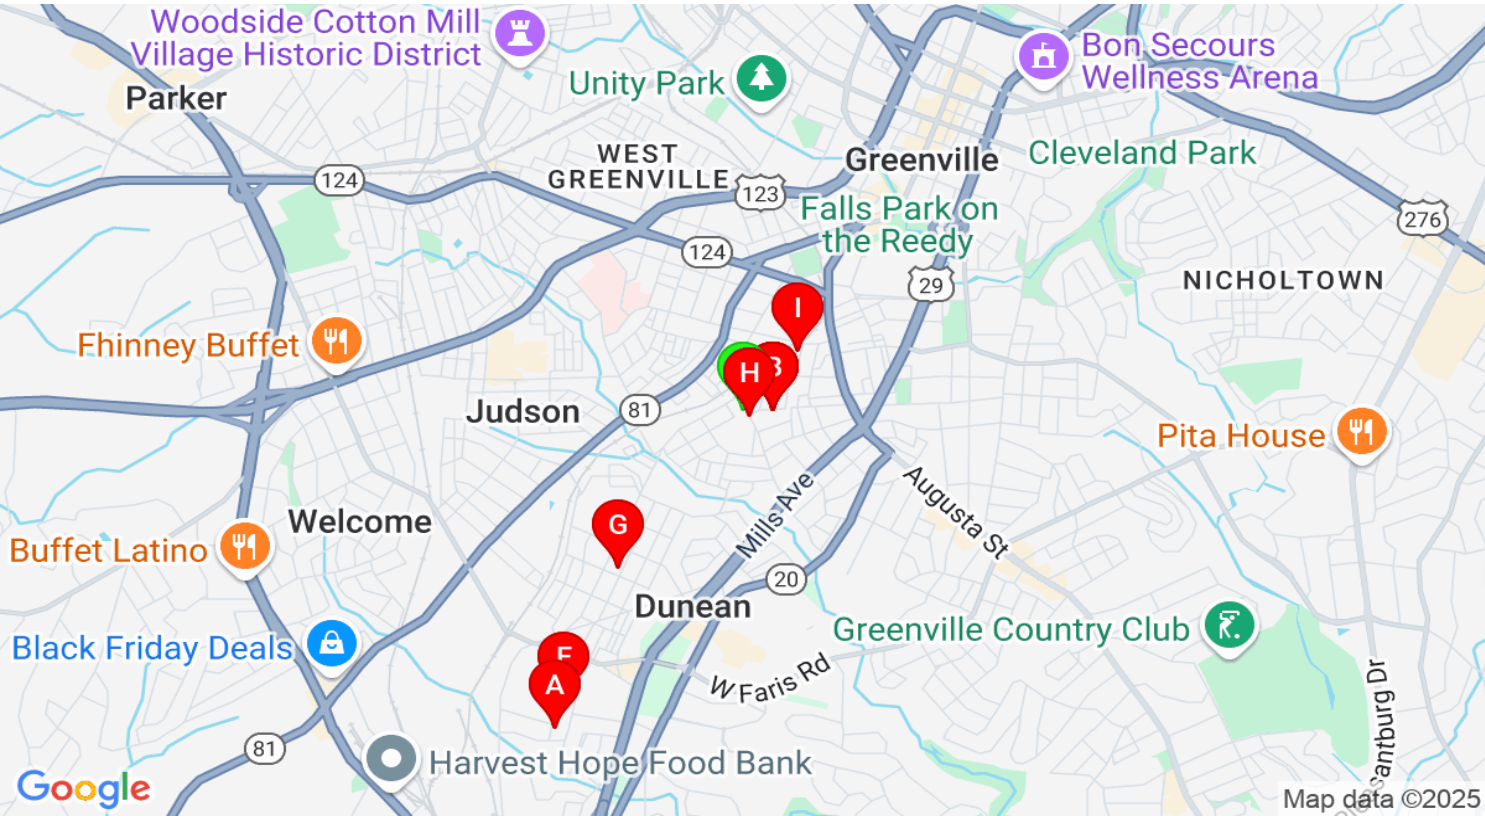 Woodside Cotton Mill
Village Historic District
Bon Secours
Wellness Arena
Unity Park
Parker
WEST
GREENVILLE
Greenville
Cleveland Park
124
123
Falls Park on
the Reedy
276
124
29
NICHOLTOWN
I
Fhinney Buffet
H
Judson
81
Pita House
Augusta St
Mills Ave
G
Welcome
Buffet Latino
20
Dunean
Greenville Country Club
Black Friday Deals
A
W Faris Rd
81
Harvest Hope Food Bank
Google
Map data ©2025